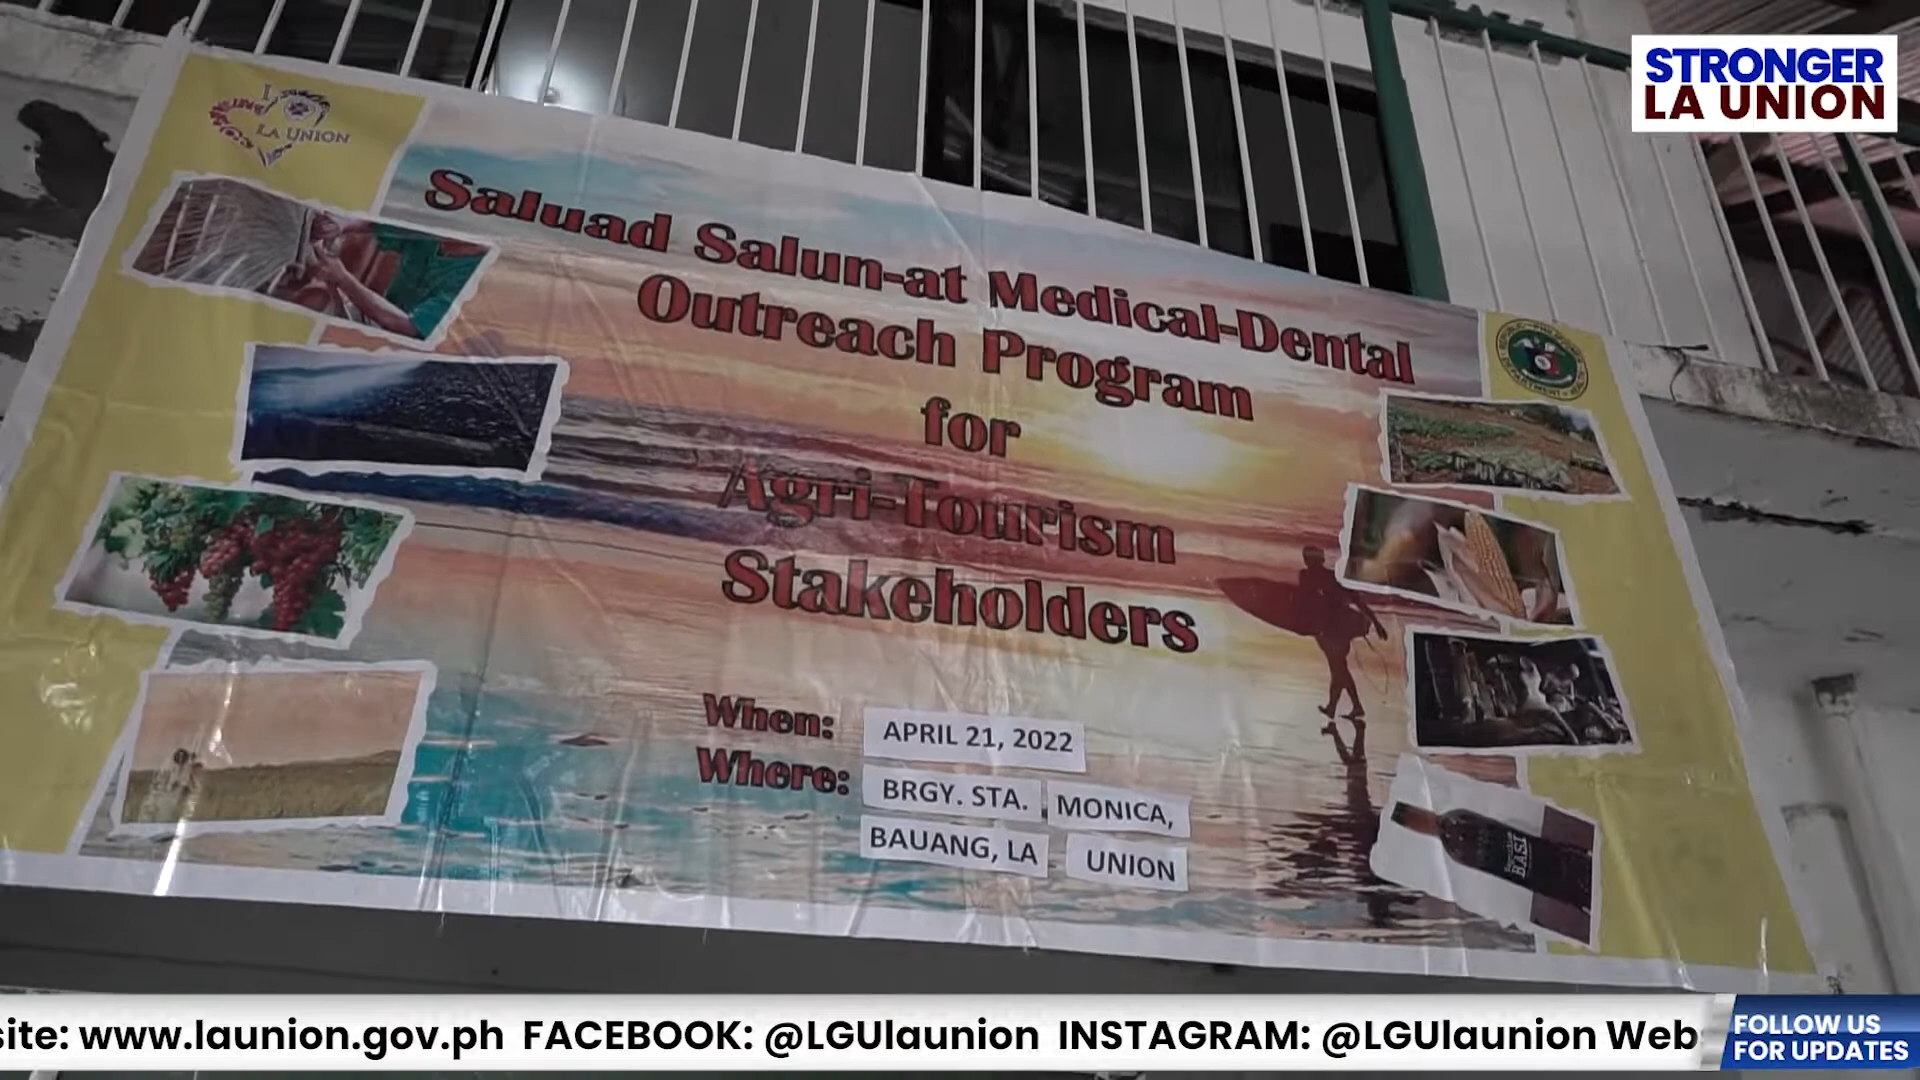 STRONGER
LA UNION
I
LA UNION
Saluad Salun-at Medical-Dental
Outreach Program
for
Agri-Tourism
Stakeholders
When: APRIL 21, 2022
Where: BRGY. STA. MONICA,
BAUANG, LA UNION
BASI
site: www.launion.gov.ph FACEBOOK: @LGUlaunion INSTAGRAM: @LGUlaunion Web
FOLLOW US
FOR UPDATES